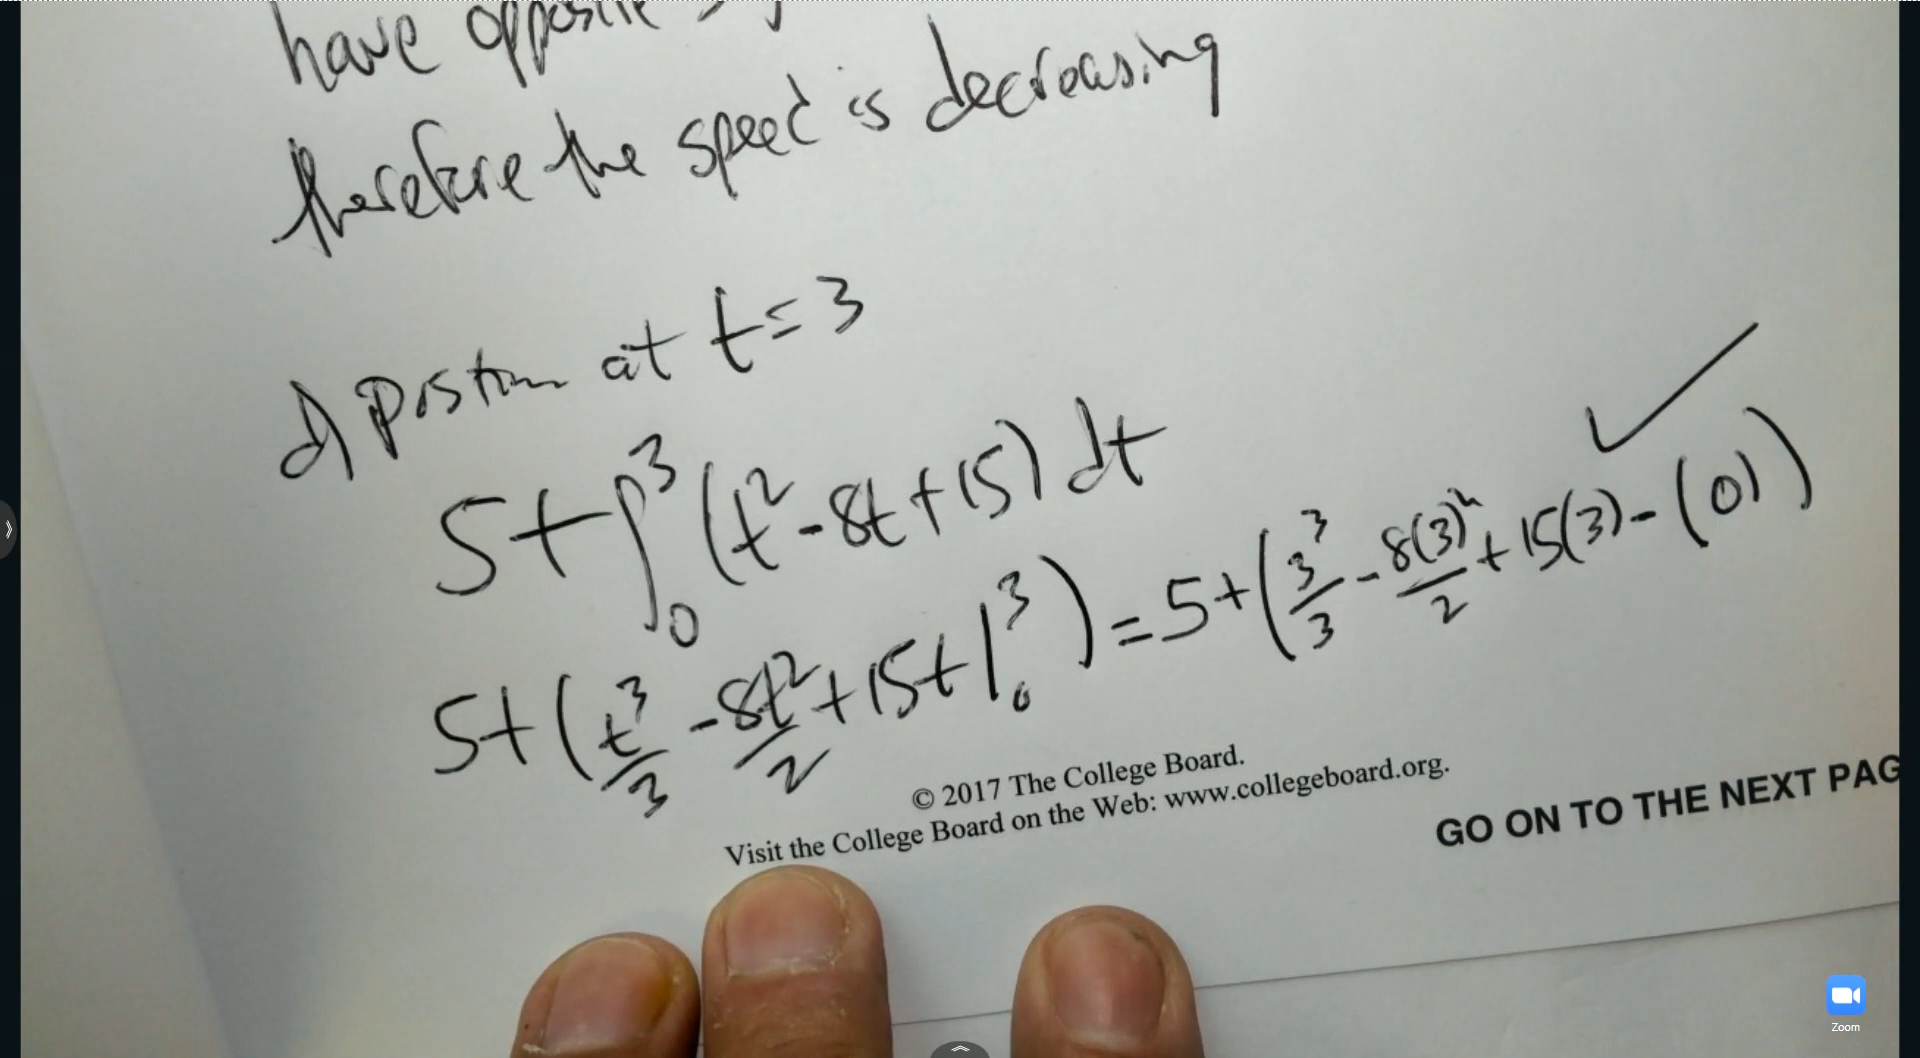 have opposite
therefore the speed is decreasing
d) position at t = 3
5 + ∫₀³ (t² - 8t + 15) dt
5 + (t³/3 - 8t²/2 + 15t |₀³) = 5 + (3³/3 - 8(3)²/2 + 15(3) - (0))
© 2017 The College Board.
Visit the College Board on the Web: www.collegeboard.org.
GO ON TO THE NEXT PAG
Zoom